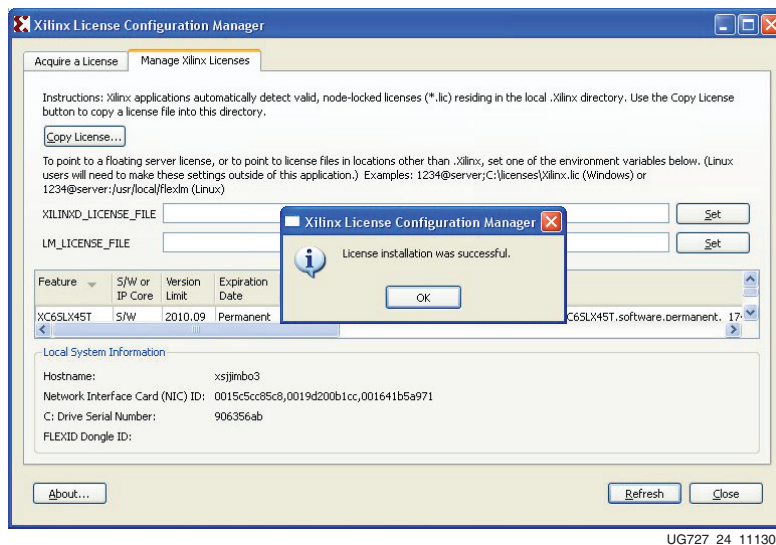 Xilinx License Configuration Manager
Acquire a License
Manage Xilinx Licenses
Instructions: Xilinx applications automatically detect valid, node-locked licenses (*.lic) residing in the local .Xilinx directory. Use the Copy License
button to copy a license file into this directory.
Copy License...
To point to a floating server license, or to point to license files in locations other than .Xilinx, set one of the environment variables below. (Linux
users will need to make these settings outside of this application.) Examples: 1234@server;C:\licenses\Xilinx.lic (Windows) or
1234@server:/usr/local/flexlm (Linux)
XILINXD_LICENSE_FILE
Set
LM_LICENSE_FILE
Set
Xilinx License Configuration Manager
License installation was successful.
OK
Feature S/W or IP Core Version Limit Expiration Date
XC6SLX45T S/W 2010.09 Permanent C6SLX45T.software.permanent.
Local System Information
Hostname: xsjjimbo3
Network Interface Card (NIC) ID: 0015c5cc85c8,0019d200b1cc,001641b5a971
C: Drive Serial Number: 906356ab
FLEXID Dongle ID:
About...
Refresh
Close
UG727_24_11130